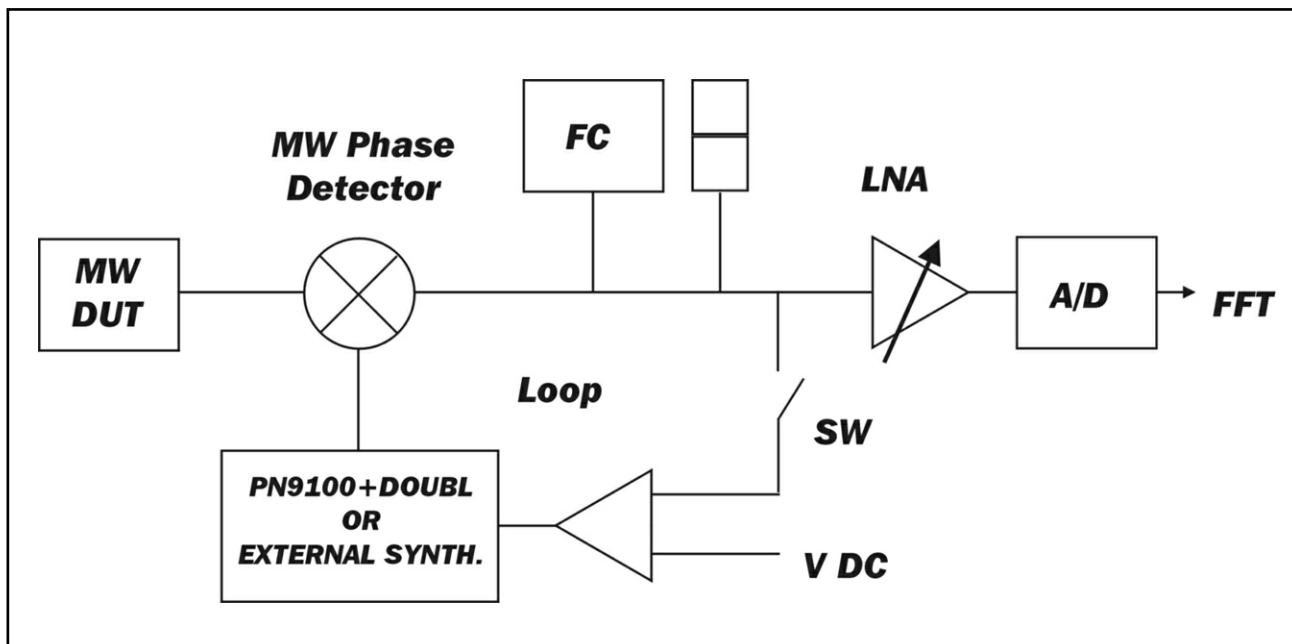 MW Phase
Detector
FC
LNA
MW
DUT
A/D
FFT
Loop
SW
PN9100+DOUBL
OR
EXTERNAL SYNTH.
V DC